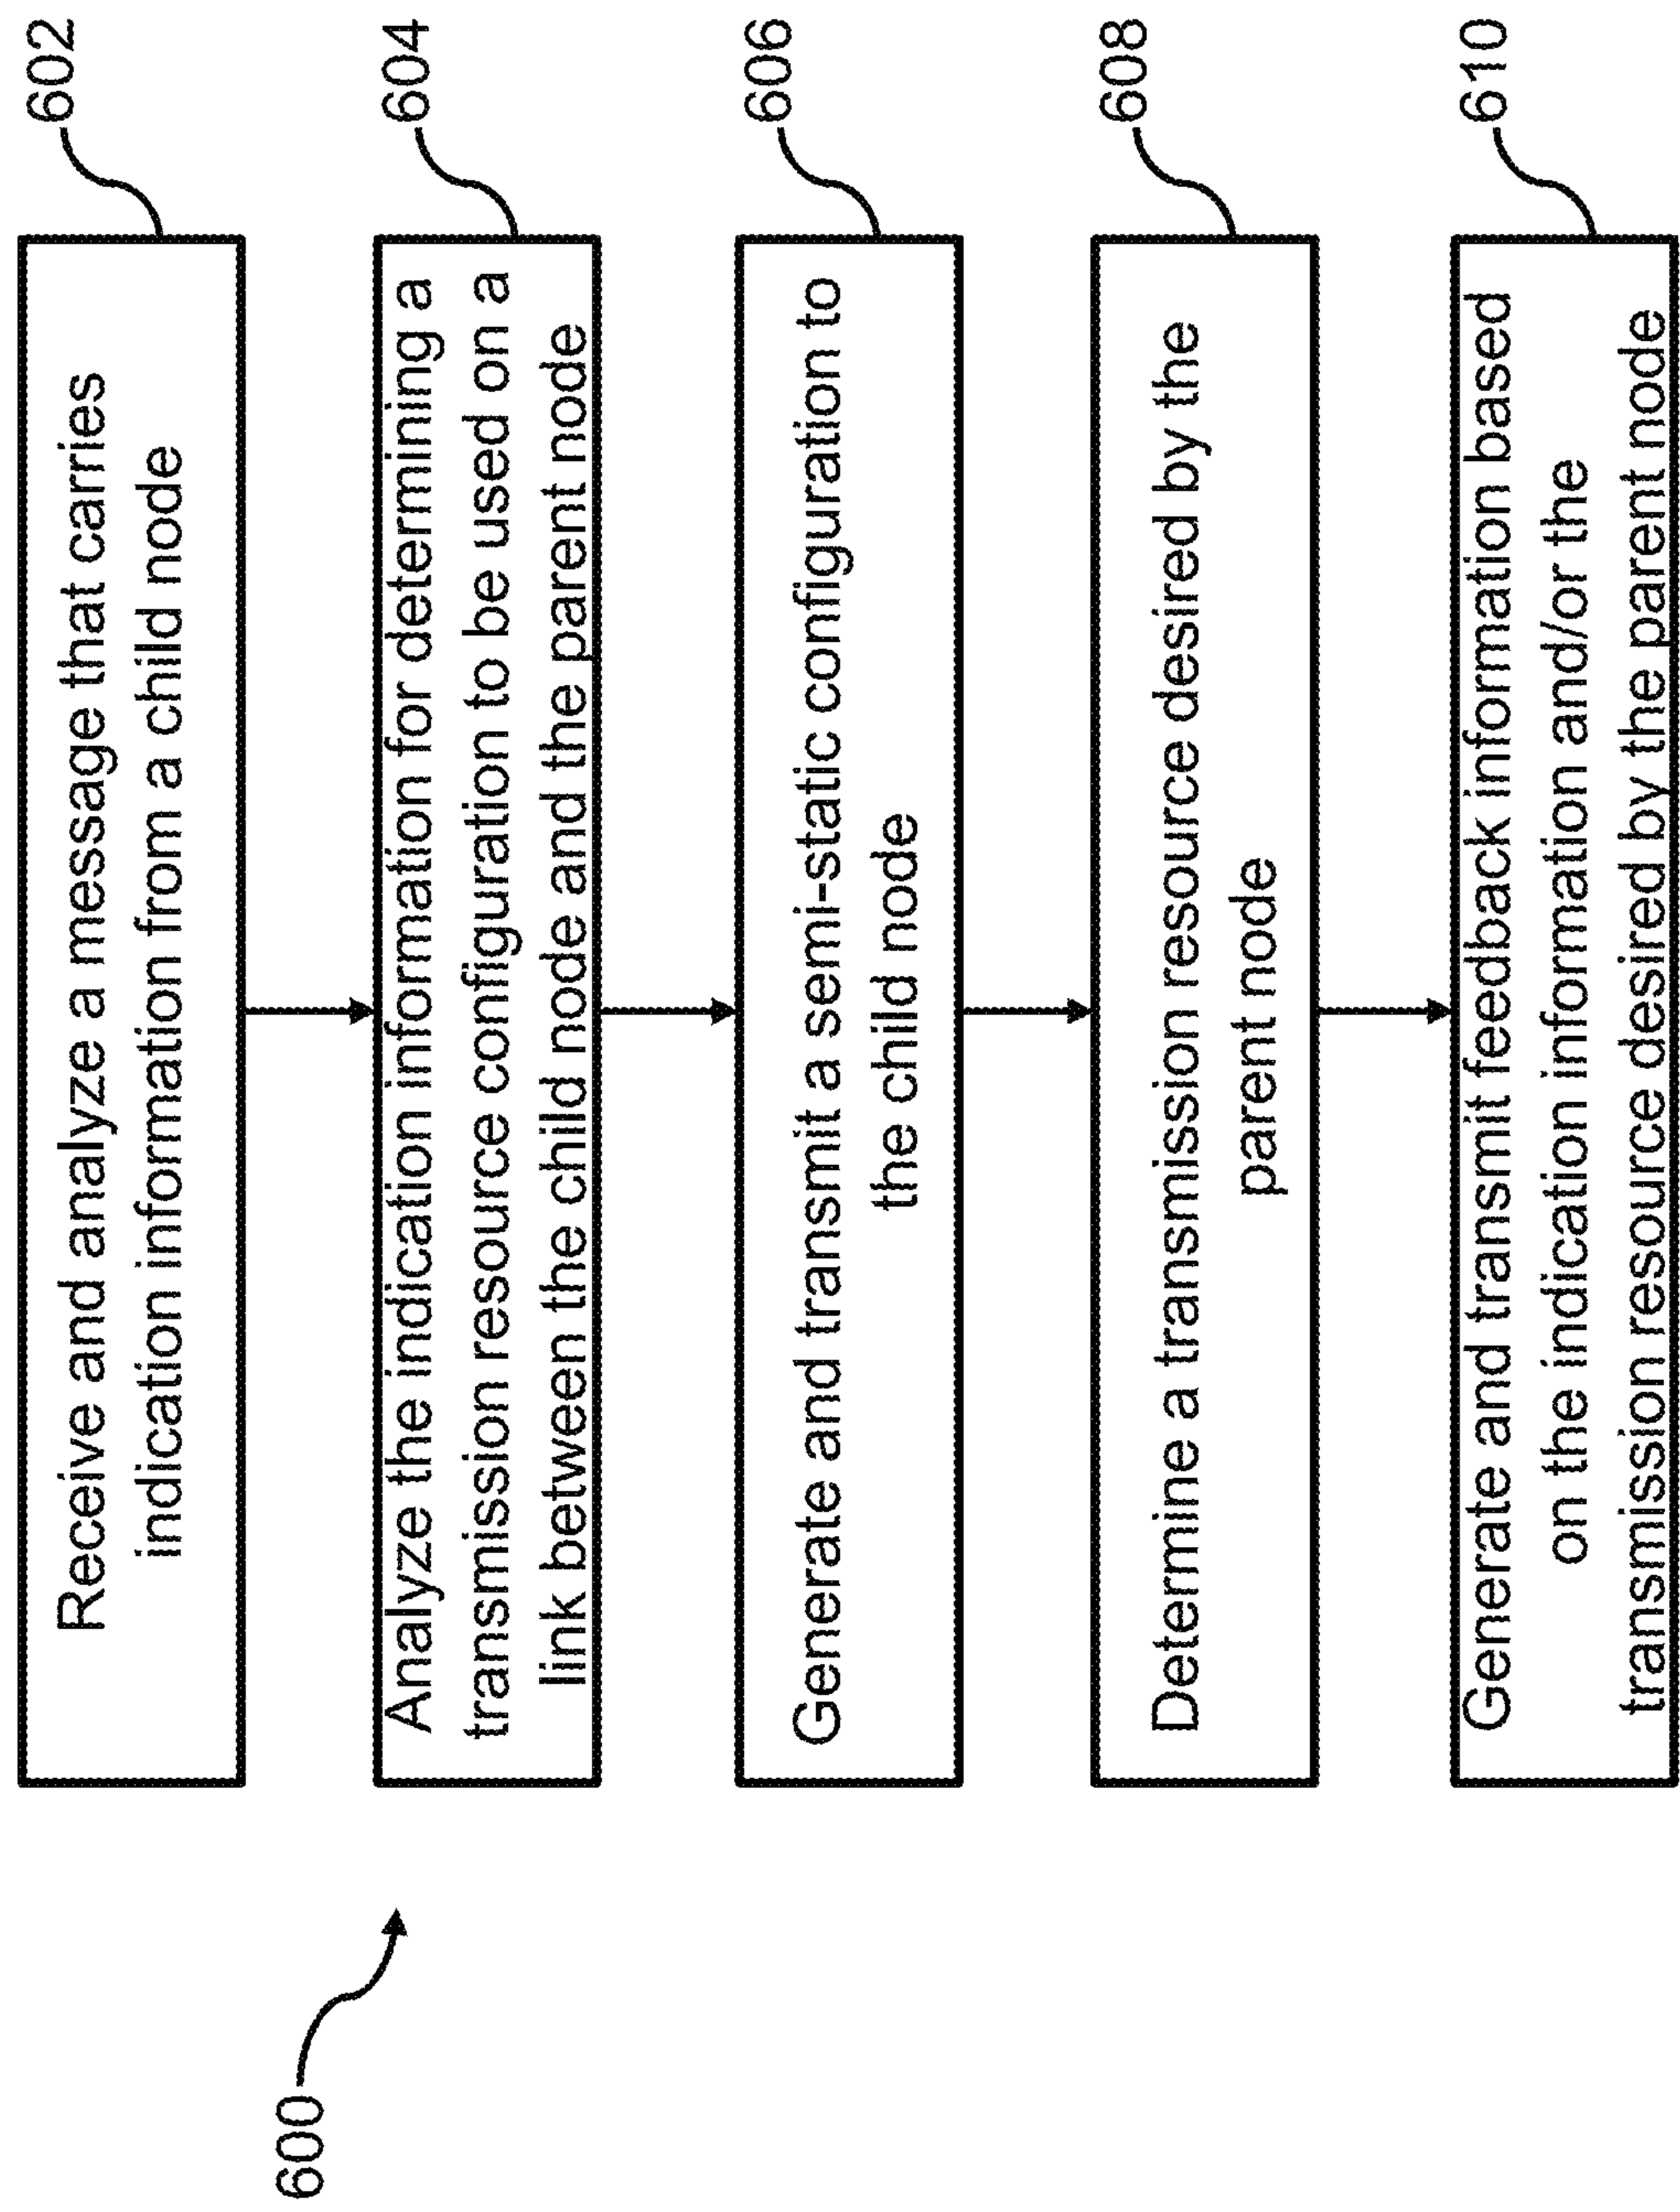 600
Receive and analyze a message that carries
indication information from a child node
602
Analyze the indication information for determining a
transmission resource configuration to be used on a
link between the child node and the parent node
604
Generate and transmit a semi-static configuration to
the child node
606
Determine a transmission resource desired by the
parent node
608
Generate and transmit feedback information based
on the indication information and/or the
transmission resource desired by the parent node
610